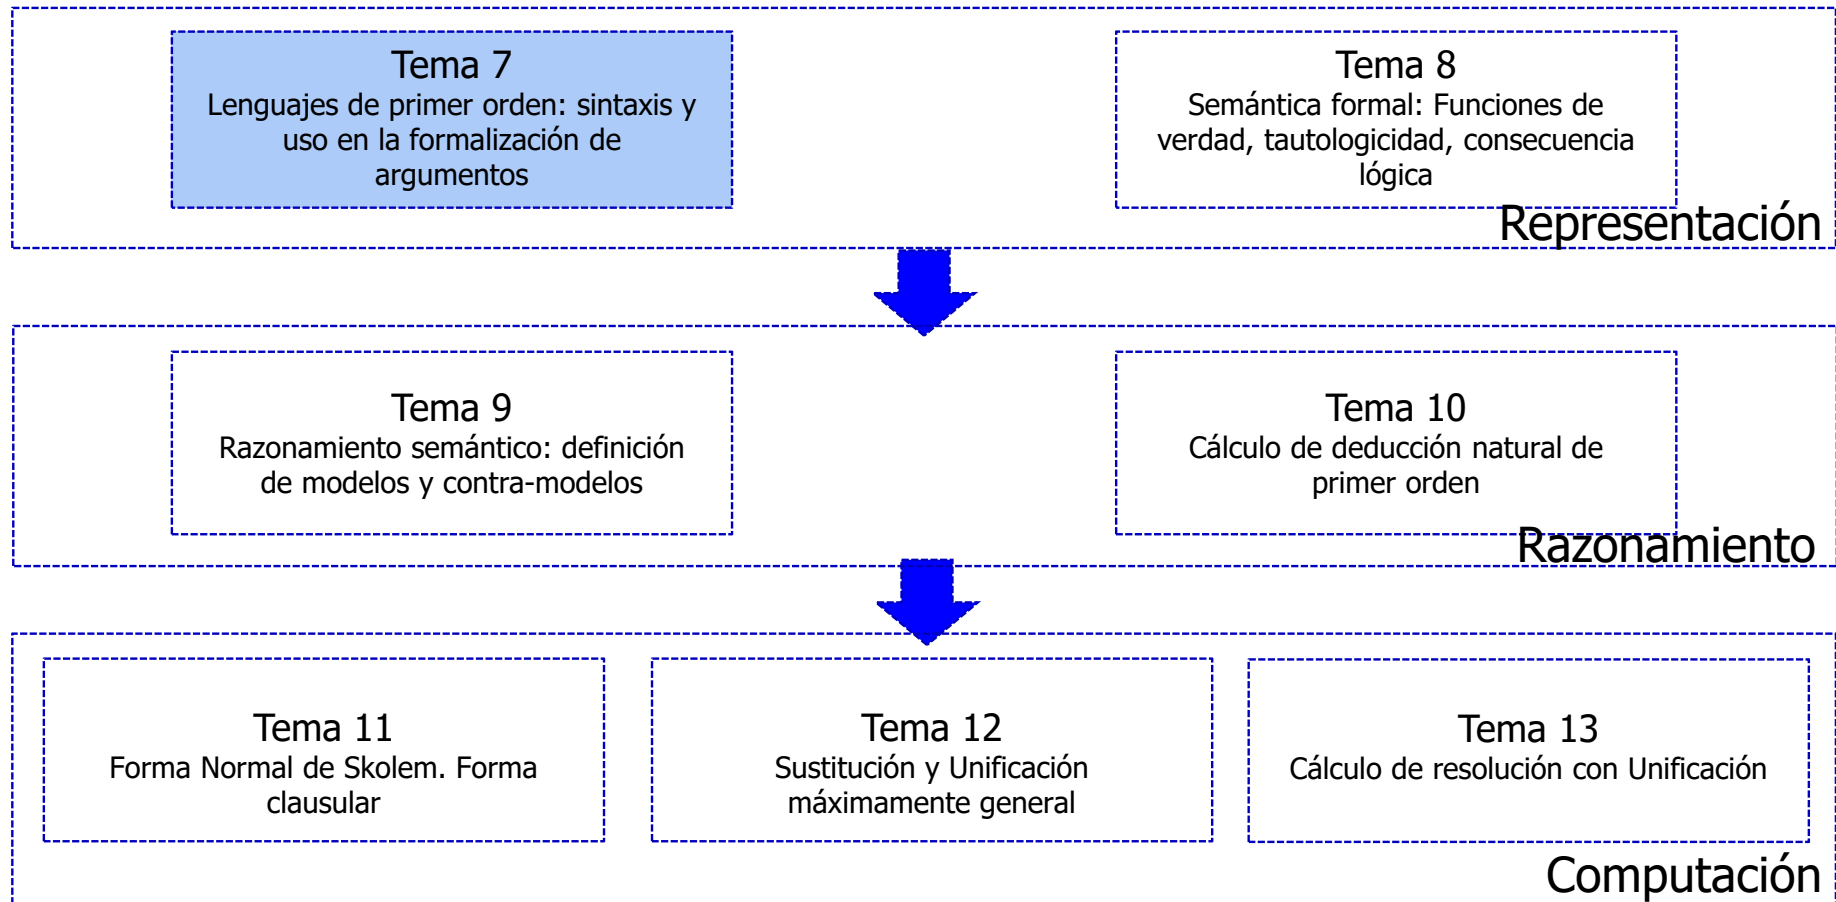 Tema 7
Lenguajes de primer orden: sintaxis y
uso en la formalización de
argumentos
Tema 8
Semántica formal: Funciones de
verdad, tautologicidad, consecuencia
lógica
Representación
Tema 9
Razonamiento semántico: definición
de modelos y contra-modelos
Tema 10
Cálculo de deducción natural de
primer orden
Razonamiento
Tema 11
Forma Normal de Skolem. Forma
clausular
Tema 12
Sustitución y Unificación
máximamente general
Tema 13
Cálculo de resolución con Unificación
Computación